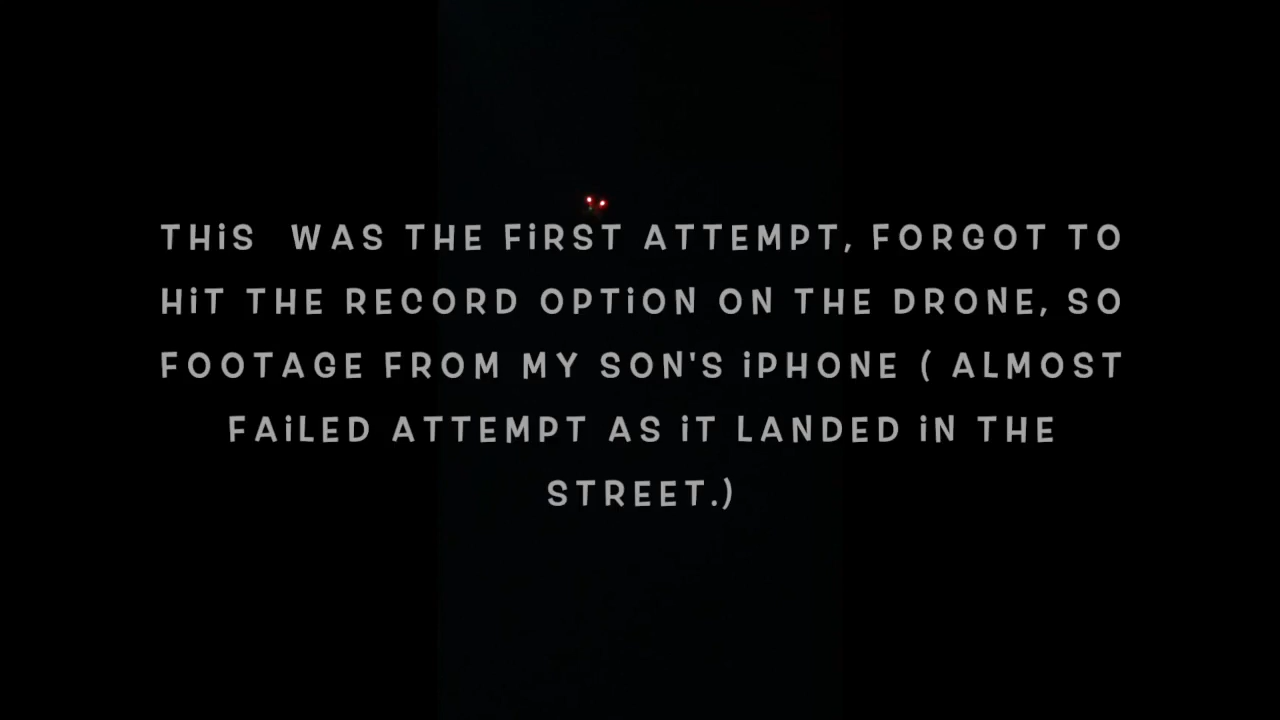 THiS  WAS THE FiRST ATTEMPT, FORGOT TO
HiT THE RECORD OPTiON ON THE DRONE, SO
FOOTAGE FROM MY SON'S iPHONE ( ALMOST
FAiLED ATTEMPT AS iT LANDED iN THE
STREET.)